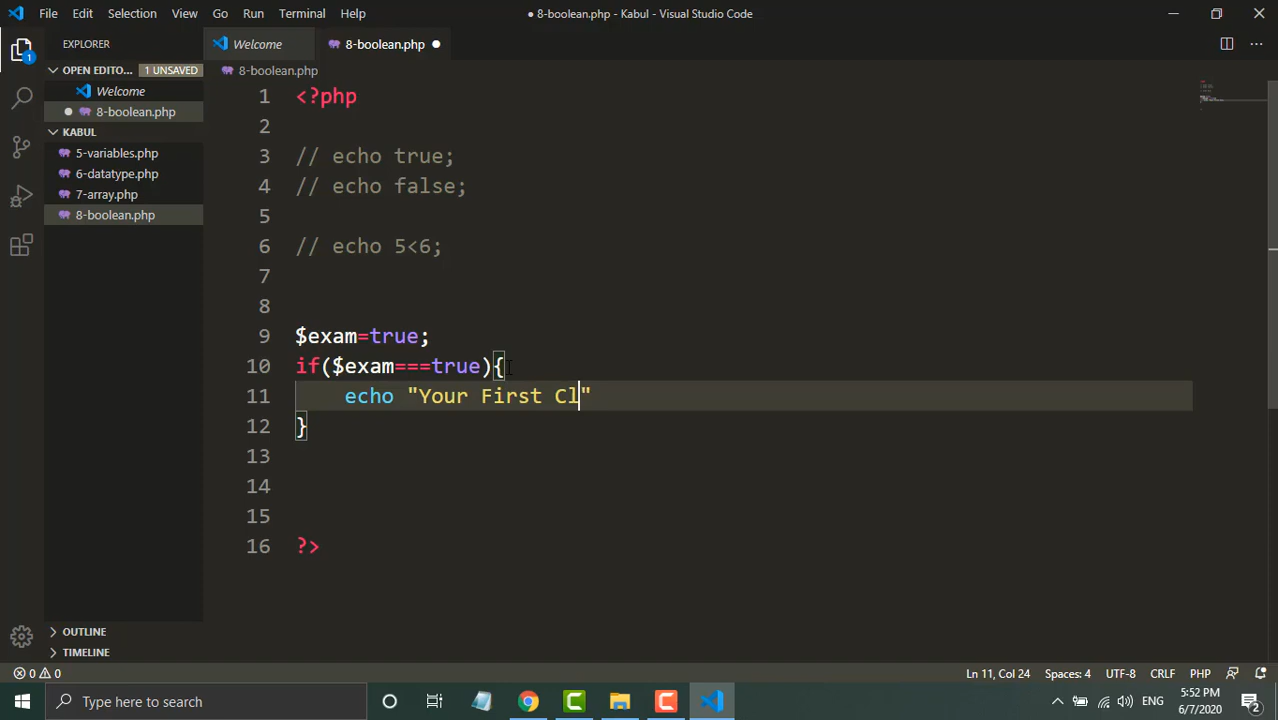 File Edit Selection View Go Run Terminal Help
● 8-boolean.php - Kabul - Visual Studio Code
EXPLORER
Welcome
8-boolean.php ●
OPEN EDITO... 1 UNSAVED
8-boolean.php
Welcome
● 8-boolean.php
KABUL
5-variables.php
6-datatype.php
7-array.php
8-boolean.php
1 <?php
2
3 // echo true;
4 // echo false;
5
6 // echo 5<6;
7
8
9 $exam=true;
10 if($exam===true){
11 echo "Your First Cl"
12 }
13
14
15
16 ?>
OUTLINE
TIMELINE
0 0
Ln 11, Col 24 Spaces: 4 UTF-8 CRLF PHP
Type here to search
ENG
5:52 PM
6/7/2020
1
2